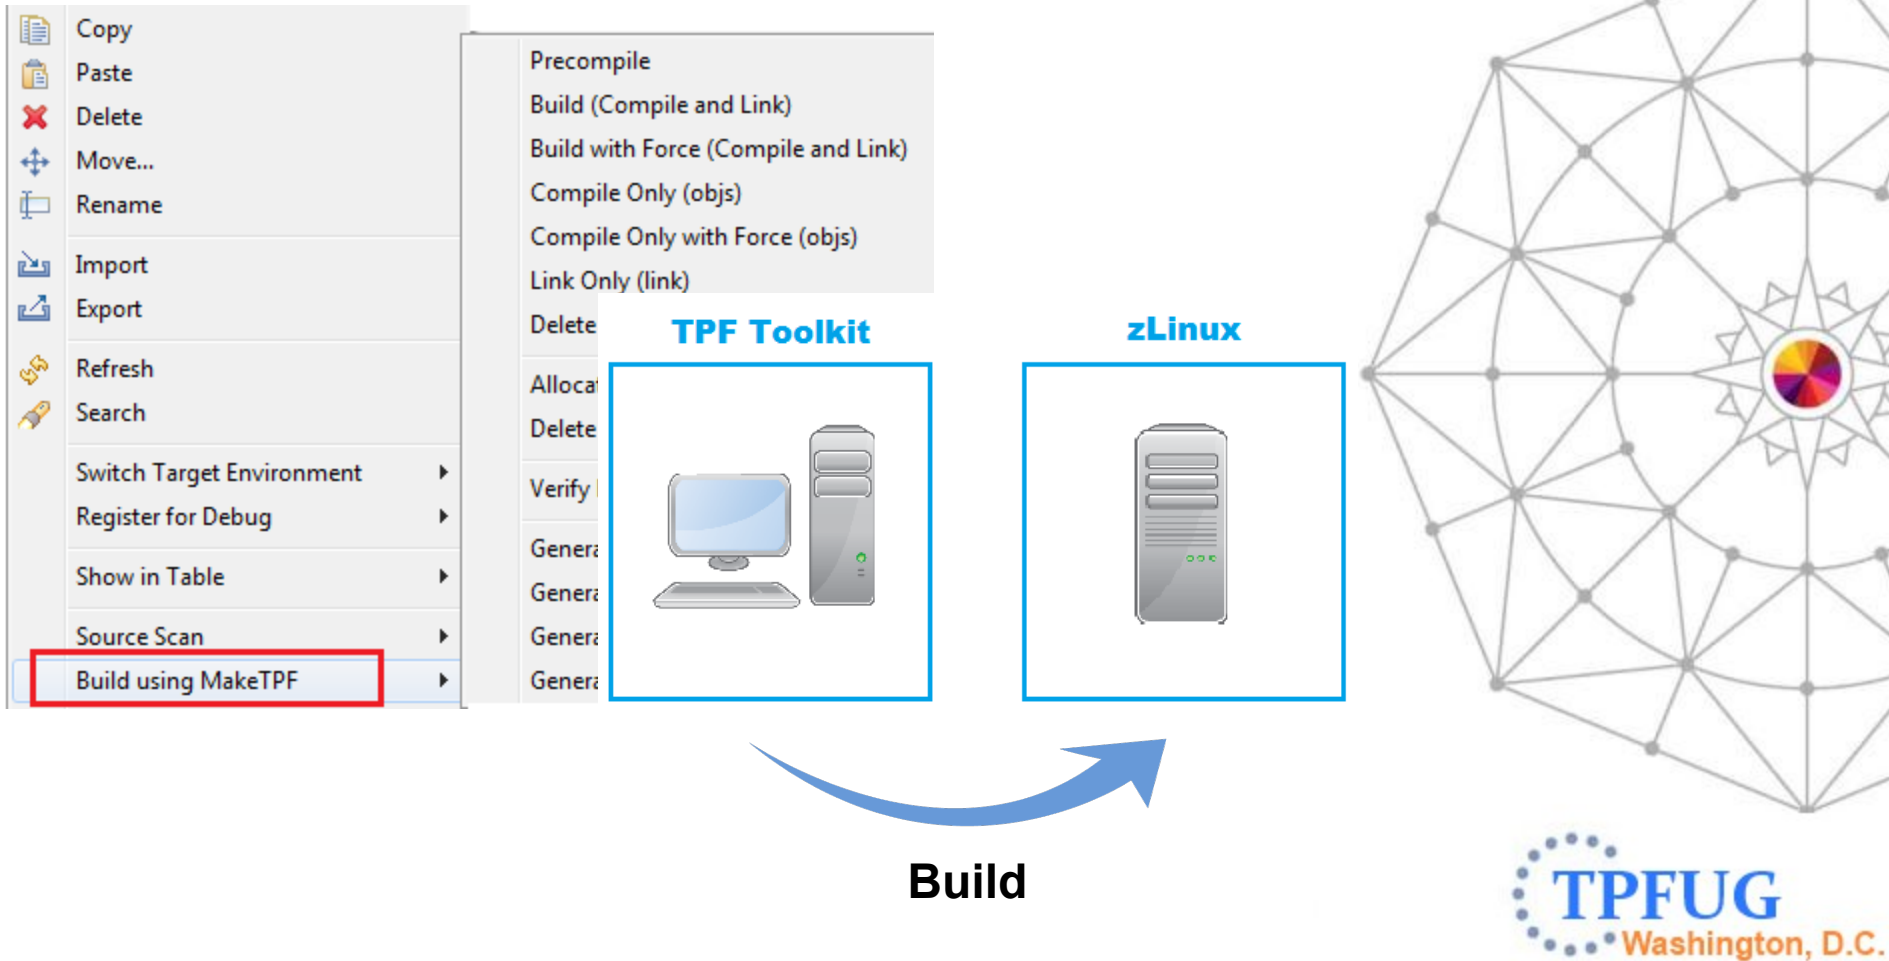 Copy
Paste
Delete
Move...
Rename
Import
Export
Refresh
Search
Switch Target Environment
Register for Debug
Show in Table
Source Scan
Build using MakeTPF
Precompile
Build (Compile and Link)
Build with Force (Compile and Link)
Compile Only (objs)
Compile Only with Force (objs)
Link Only (link)
Delete
Delete
Verify
TPF Toolkit
zLinux
Build
TPFUG
Washington, D.C.